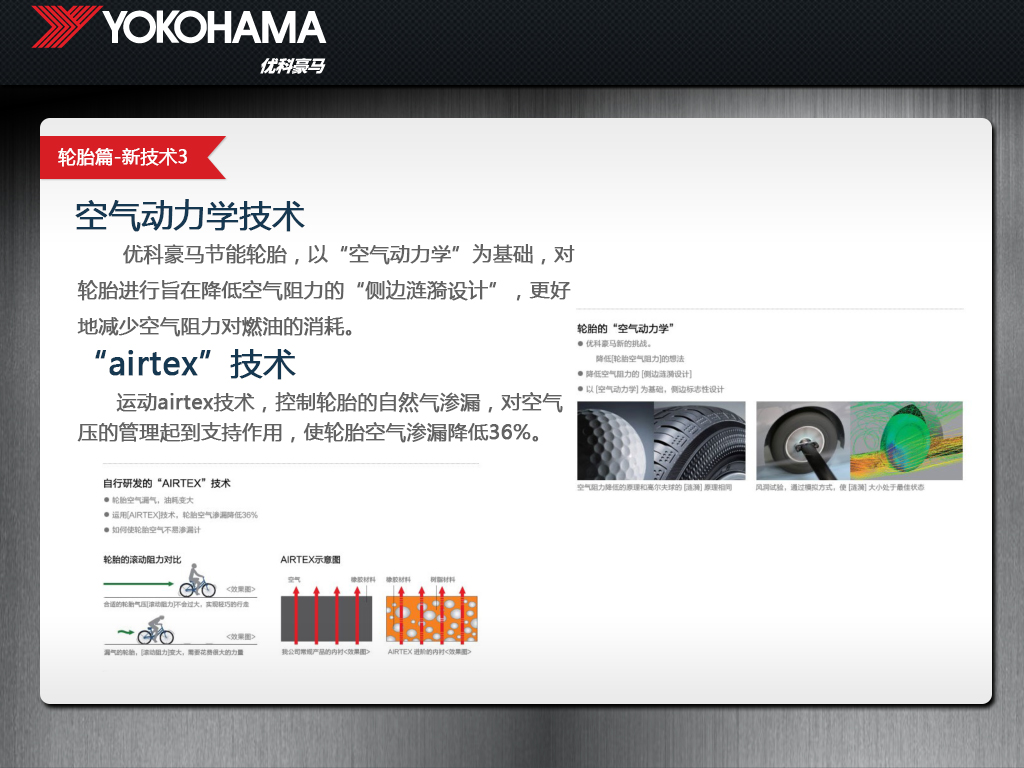 YOKOHAMA
优科豪马
轮胎篇-新技术3
空气动力学技术
优科豪马节能轮胎，以“空气动力学”为基础，对
轮胎进行旨在降低空气阻力的“侧边涟漪设计”，更好
地减少空气阻力对燃油的消耗。
“airtex”技术
运动airtex技术，控制轮胎的自然气渗漏，对空气
压的管理起到支持作用，使轮胎空气渗漏降低36%。
自行研发的“AIRTEX”技术
● 轮胎空气漏气，油耗变大
● 运用[AIRTEX]技术，轮胎空气渗漏降低36%
● 如何使轮胎空气不易渗漏计
轮胎的滚动阻力对比
<效果图>
合适的轮胎气压[滚动阻力]不会过大，实现轻巧的行走
<效果图>
漏气的轮胎，[滚动阻力]变大，需要花费很大的力量
AIRTEX示意图
空气 橡胶材料 橡胶材料 树脂材料
我公司常规产品的内衬<效果图> AIRTEX 进阶的内衬<效果图>
轮胎的“空气动力学”
● 优科豪马新的挑战。
降低[轮胎空气阻力]的想法
● 降低空气阻力的 [侧边涟漪设计]
● 以 [空气动力学] 为基础，侧边标志性设计
空气阻力降低的原理和高尔夫球的 [涟漪] 原理相同
风洞试验，通过模拟方式，使 [涟漪] 大小处于最佳状态